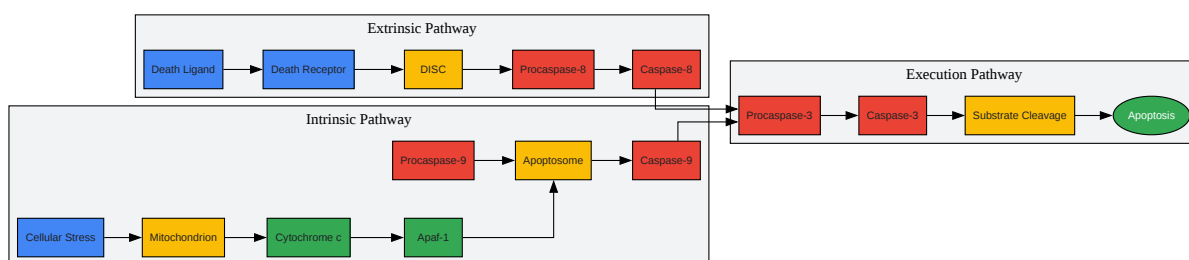 Extrinsic Pathway
Death Ligand
Death Receptor
DISC
Procaspase-8
Caspase-8
Intrinsic Pathway
Procaspase-9
Apoptosome
Caspase-9
Cellular Stress
Mitochondrion
Cytochrome c
Apaf-1
Execution Pathway
Procaspase-3
Caspase-3
Substrate Cleavage
Apoptosis